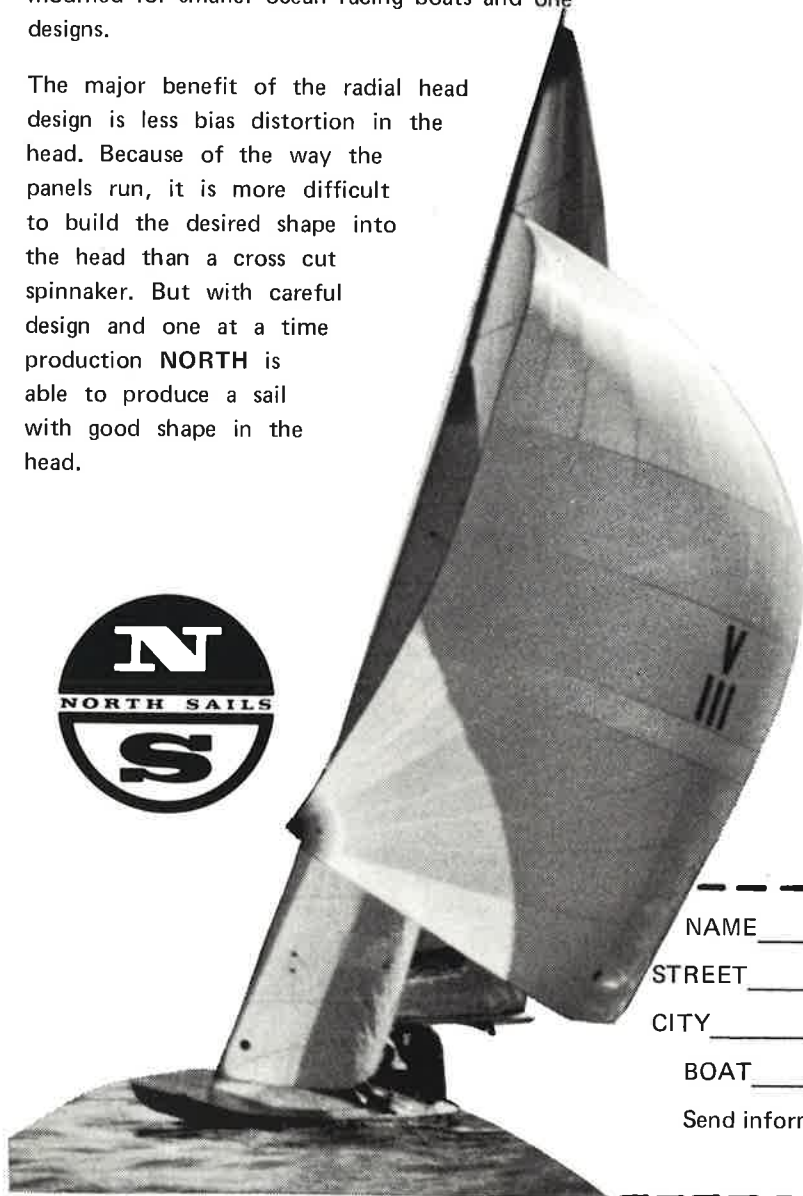 designs.
The major benefit of the radial head
design is less bias distortion in the
head. Because of the way the
panels run, it is more difficult
to build the desired shape into
the head than a cross cut
spinnaker. But with careful
design and one at a time
production NORTH is
able to produce a sail
with good shape in the
head.
N
NORTH SAILS
S
V
III
NAME
STREET
CITY
BOAT
Send inform